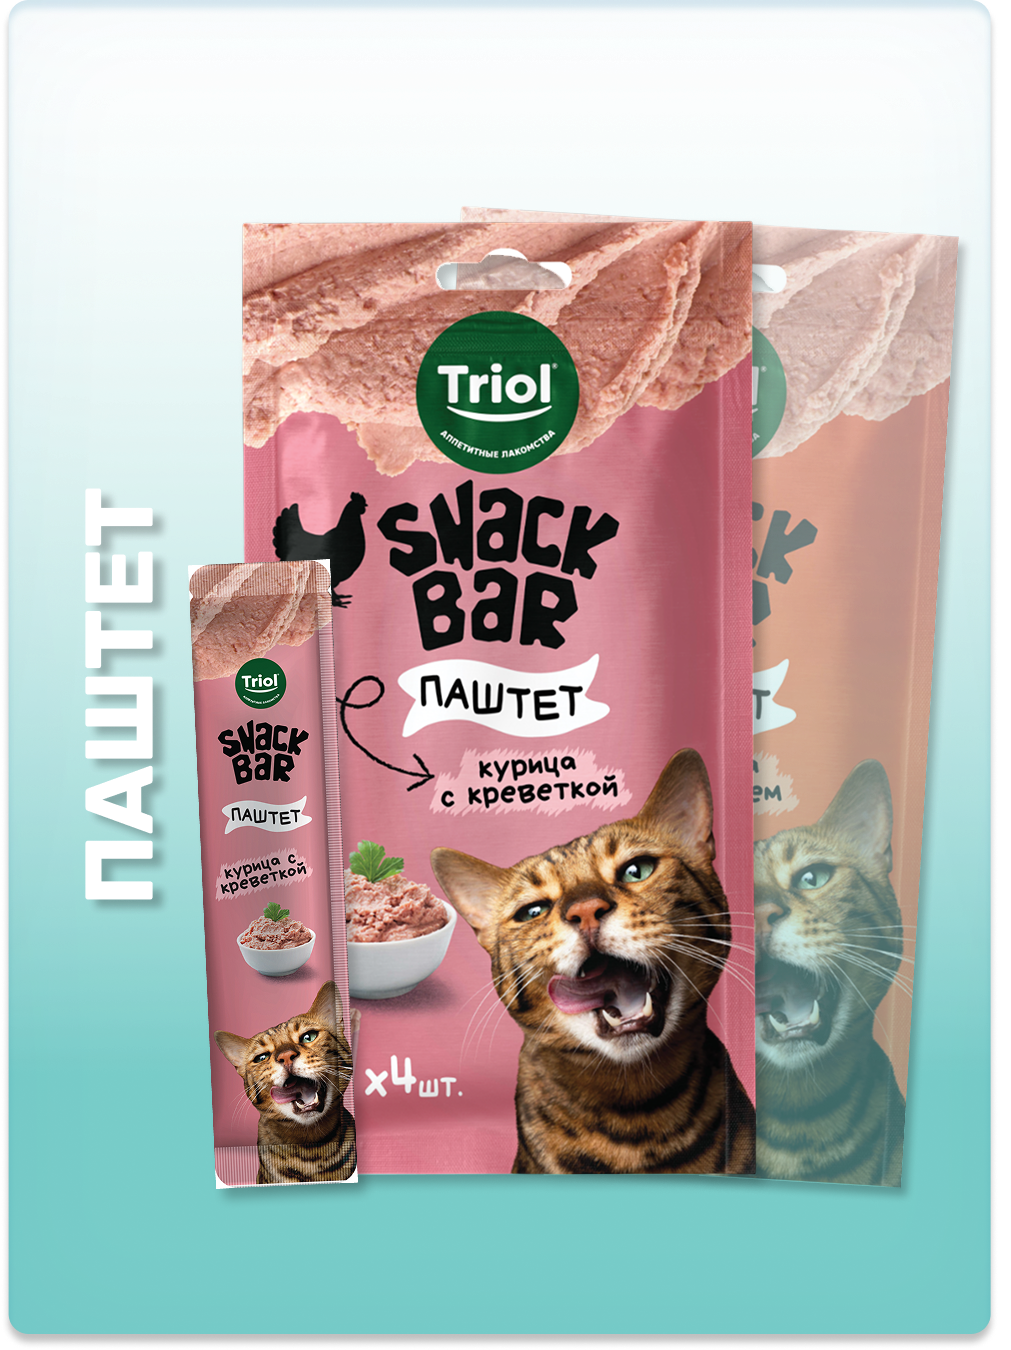 ПАШТЕТ
Triol®
АППЕТИТНЫЕ ЛАКОМСТВА
SNACK
BAR
ПАШТЕТ
курица
с креветкой
x4шт.
Triol
SNACK
BAR
ПАШТЕТ
курица с
креветкой